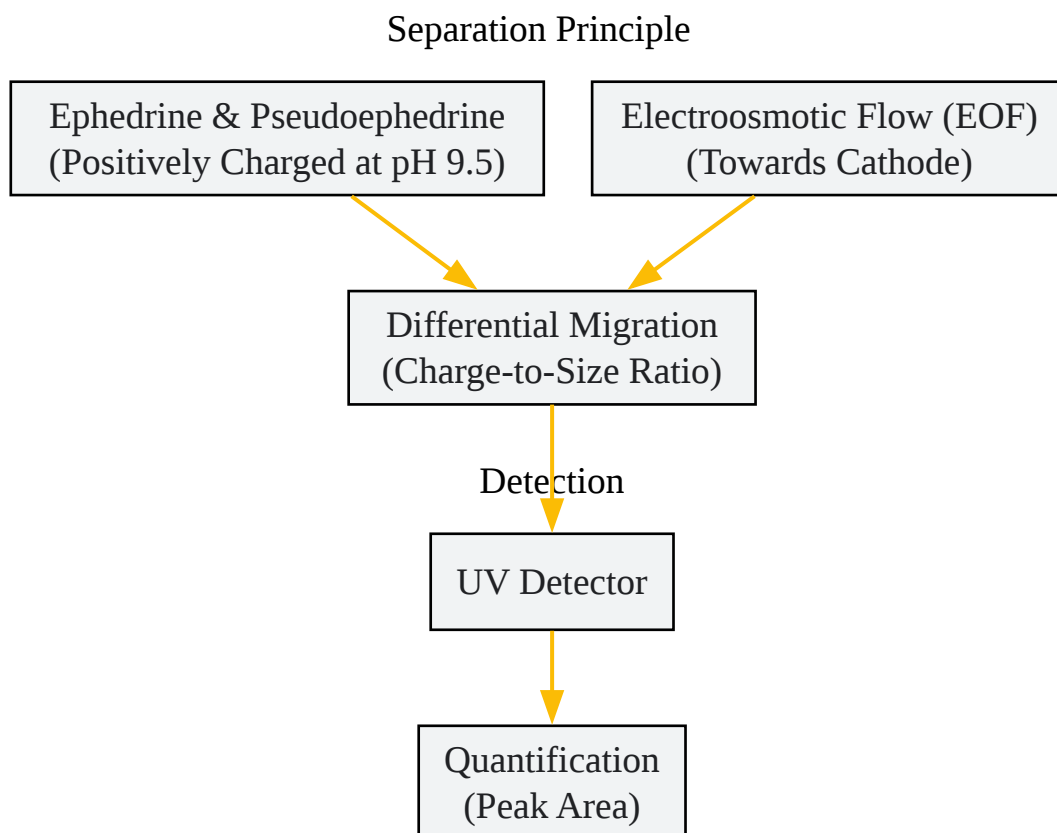 Separation Principle
Ephedrine & Pseudoephedrine
(Positively Charged at pH 9.5)
Electroosmotic Flow (EOF)
(Towards Cathode)
Differential Migration
(Charge-to-Size Ratio)
Detection
UV Detector
Quantification
(Peak Area)